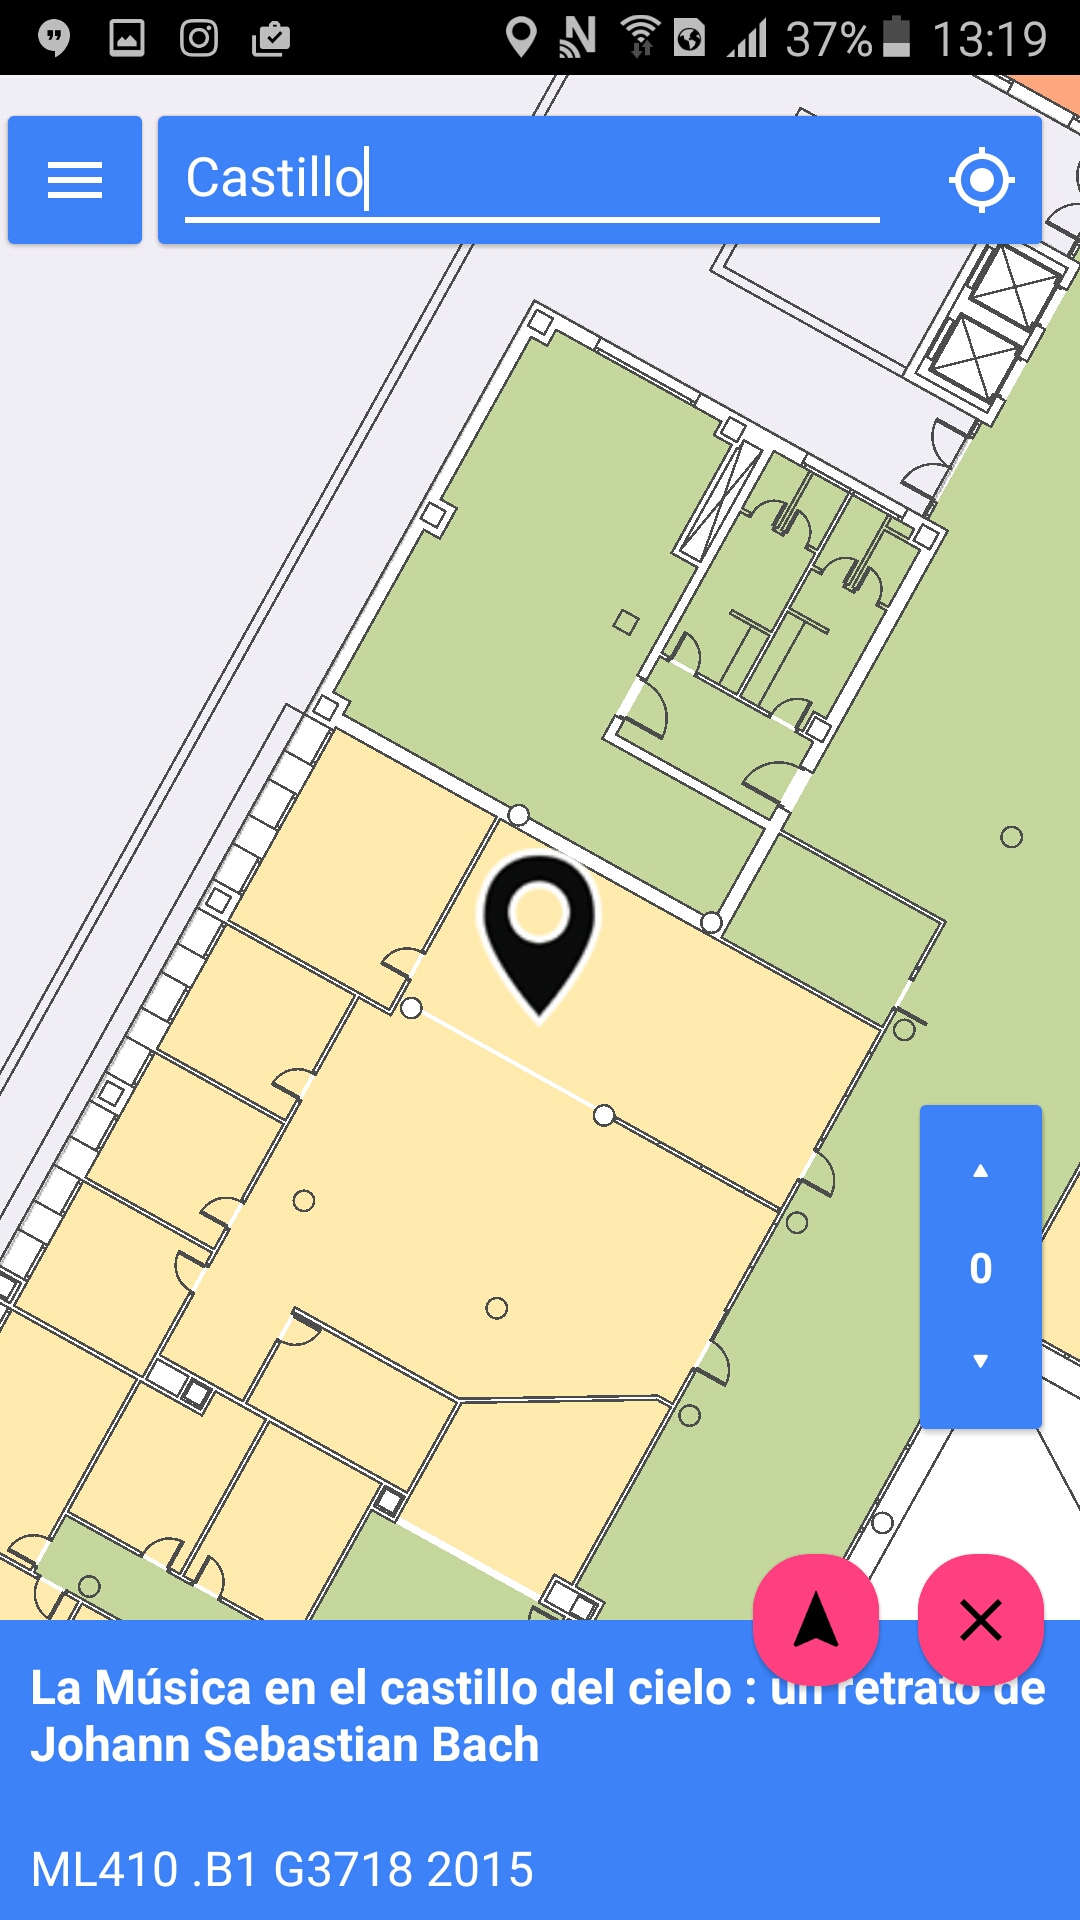 37% 13:19
Castillo
0
La Música en el castillo del cielo : un retrato de
Johann Sebastian Bach
ML410 .B1 G3718 2015